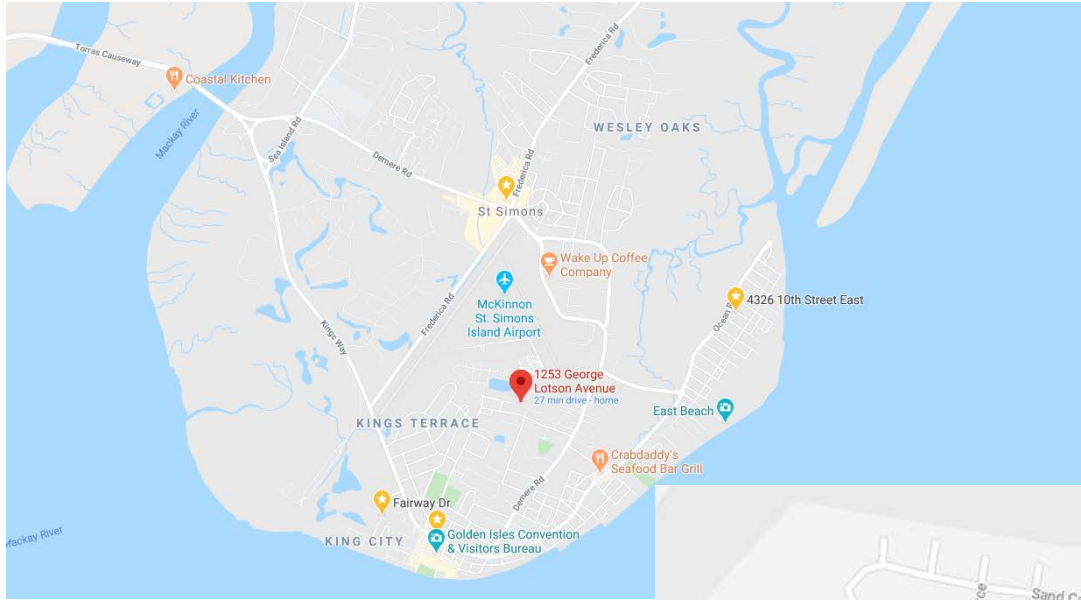 Torras Causeway
Coastal Kitchen
Mackay River
Sea Island Rd
Demere Rd
Frederica Rd
WESLEY OAKS
Frederica Rd
St Simons
Wake Up Coffee
Company
McKinnon
St. Simons
Island Airport
Frederica Rd
Kings Way
4326 10th Street East
1253 George
Lotson Avenue
27 min drive - home
East Beach
KINGS TERRACE
Crabdaddy's
Seafood Bar Grill
Demere Rd
Fairway Dr
Golden Isles Convention
& Visitors Bureau
KING CITY